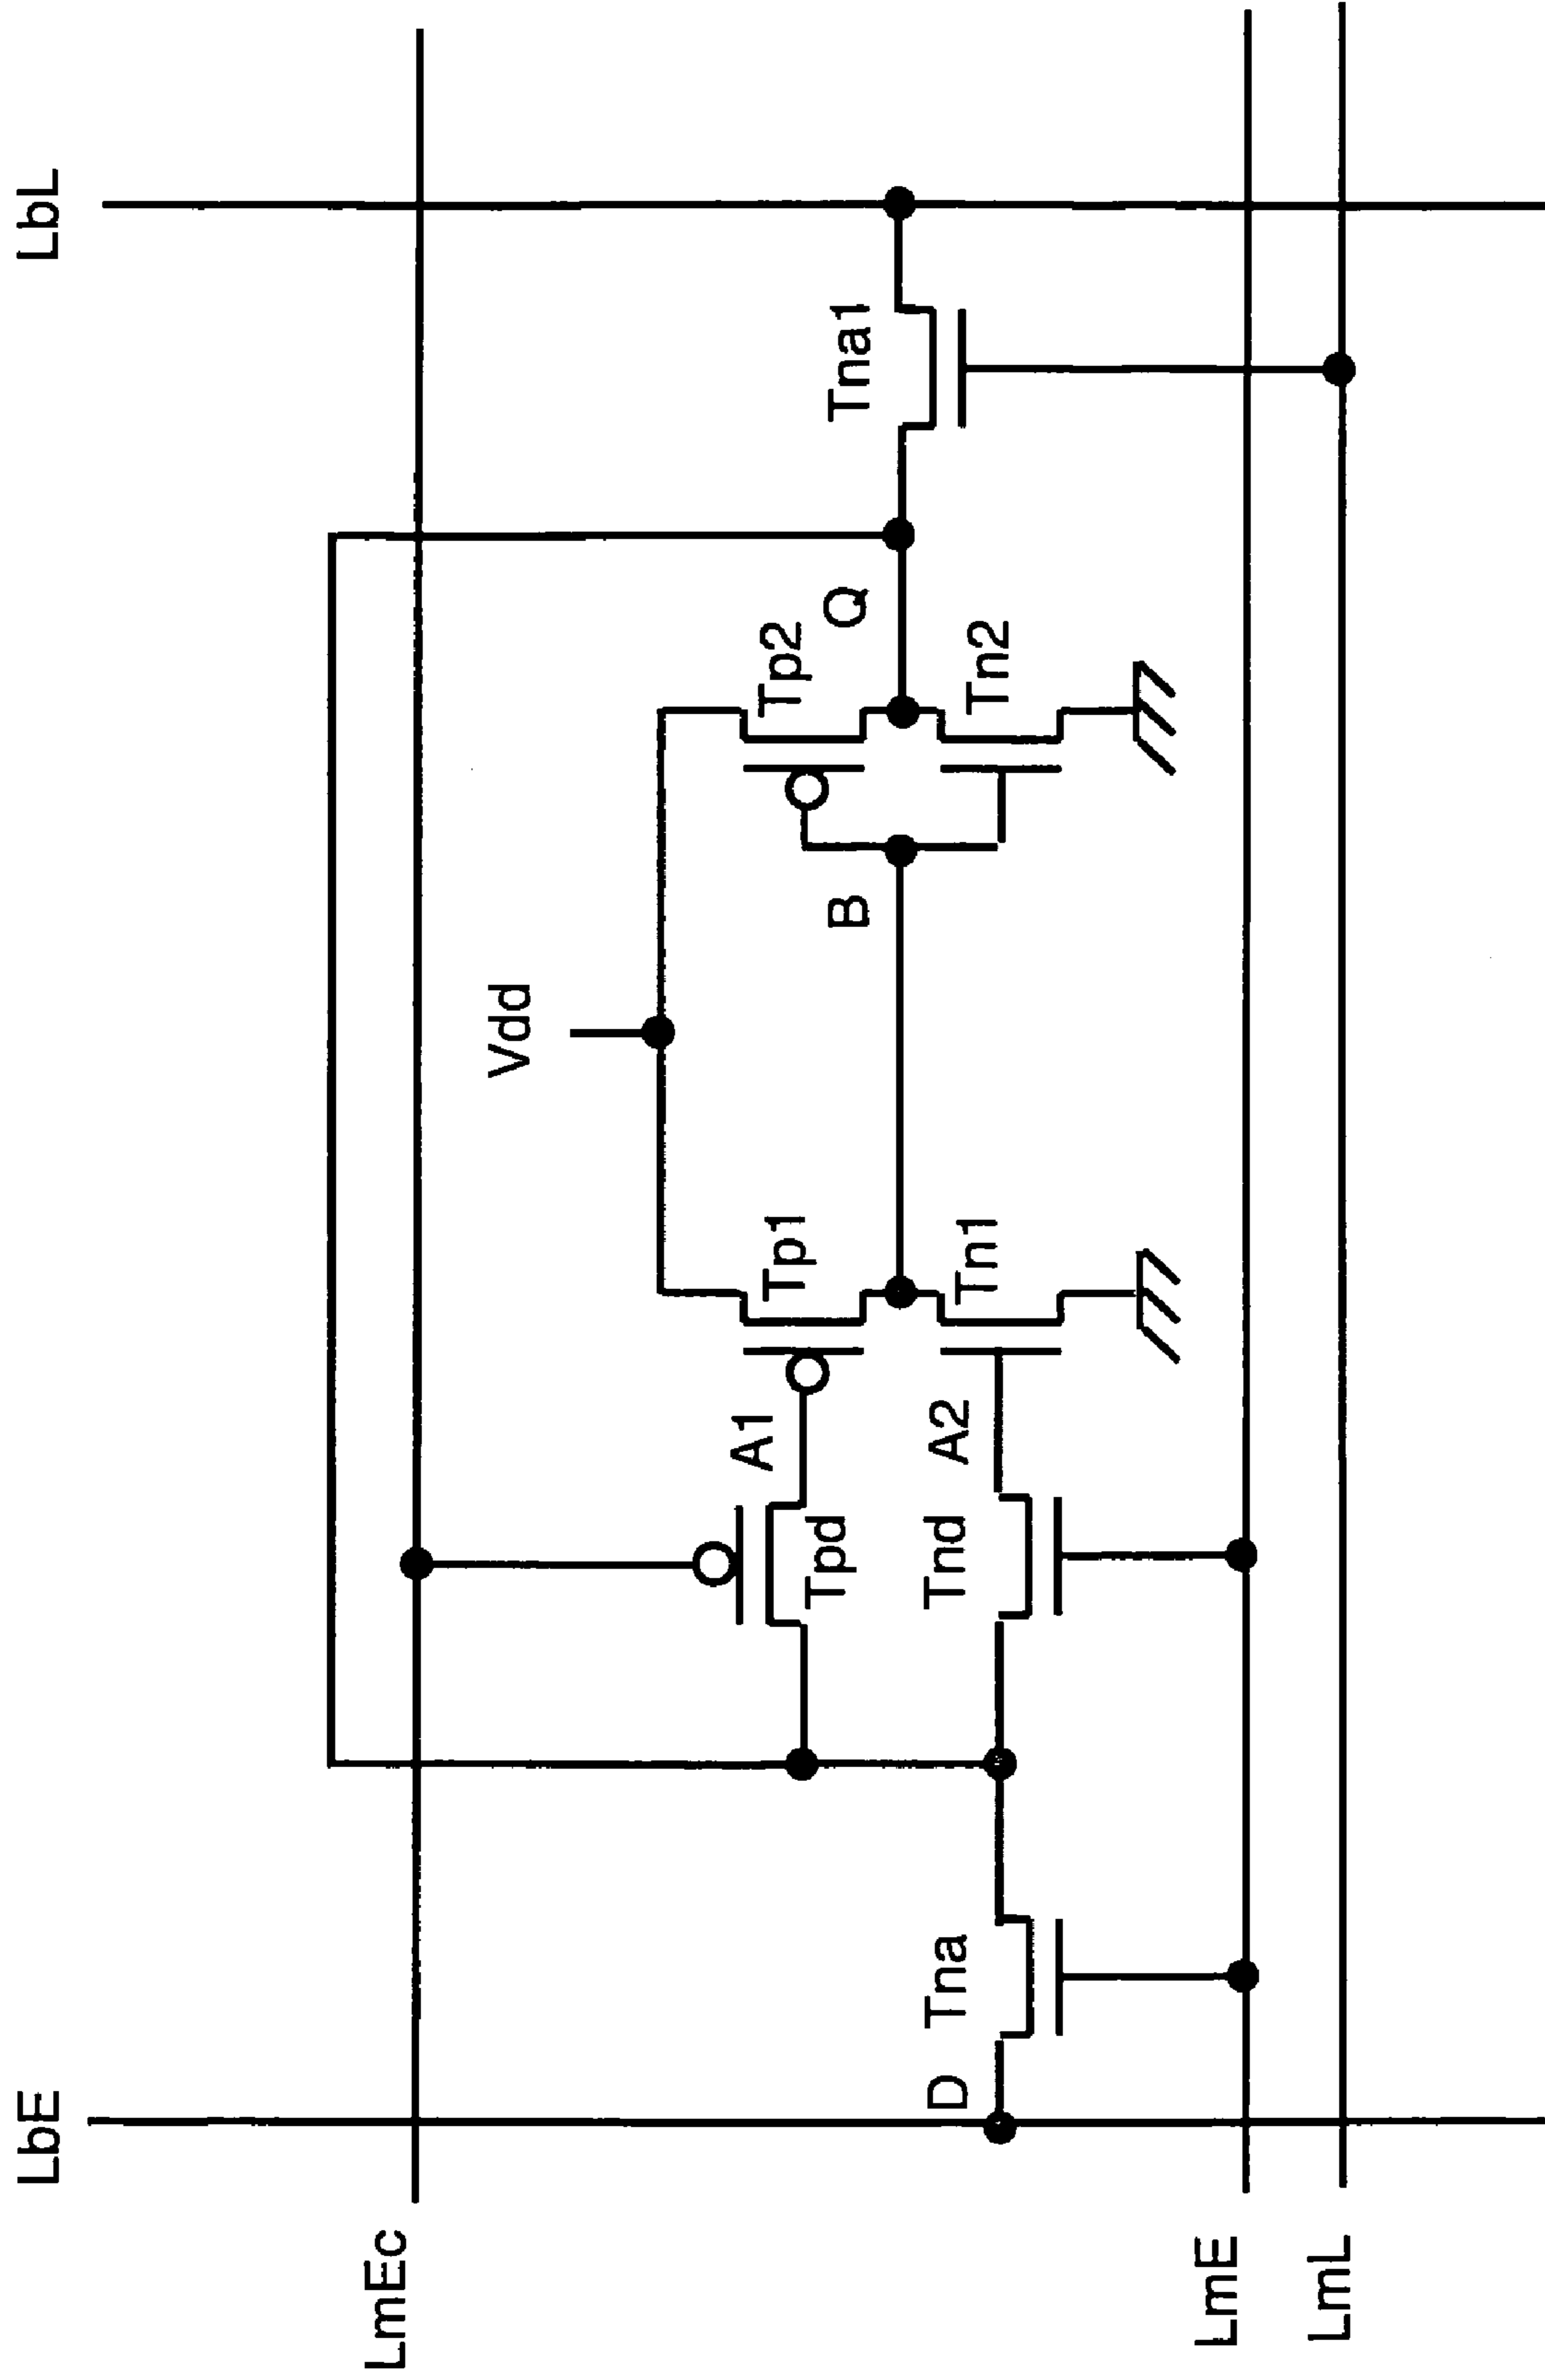 LbE
LbL
LmEc
Vdd
A1
Tp1
Tp2
Tpd
B
Q
Tna1
D
Tna
Tnd
A2
Tn1
Tn2
LmE
LmL